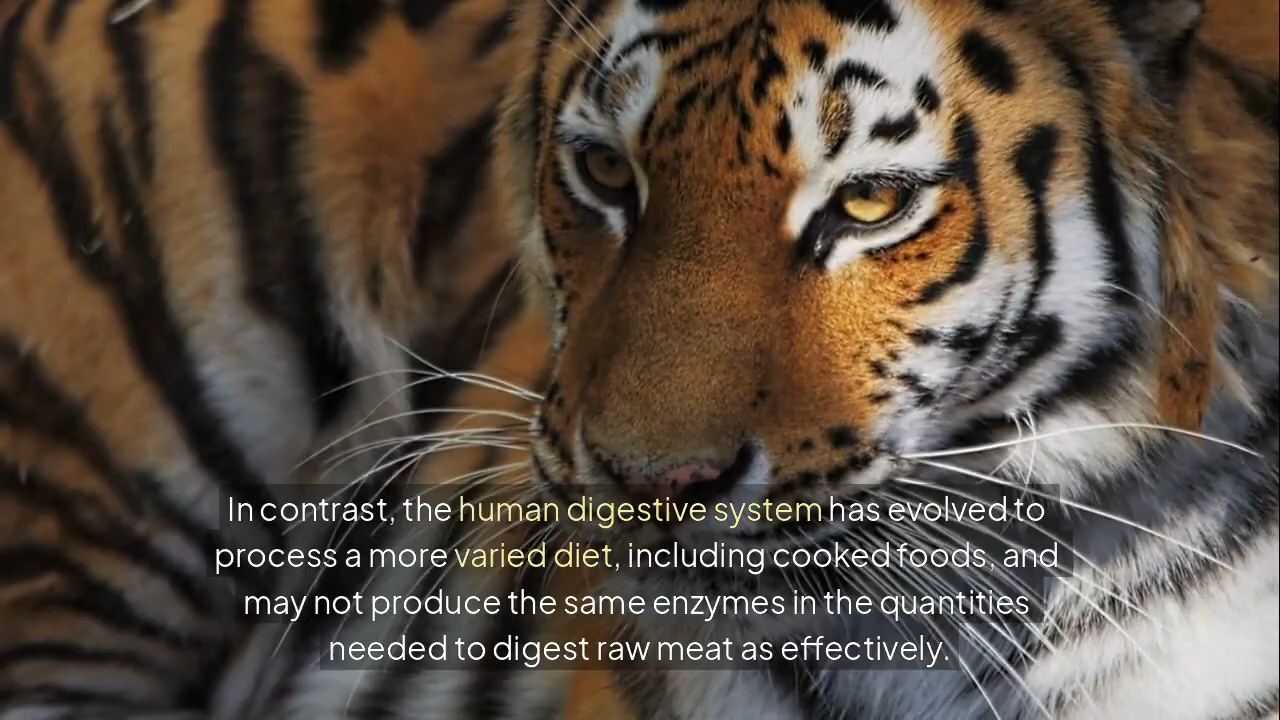 In contrast, the human digestive system has evolved to
process a more varied diet, including cooked foods, and
may not produce the same enzymes in the quantities
needed to digest raw meat as effectively.